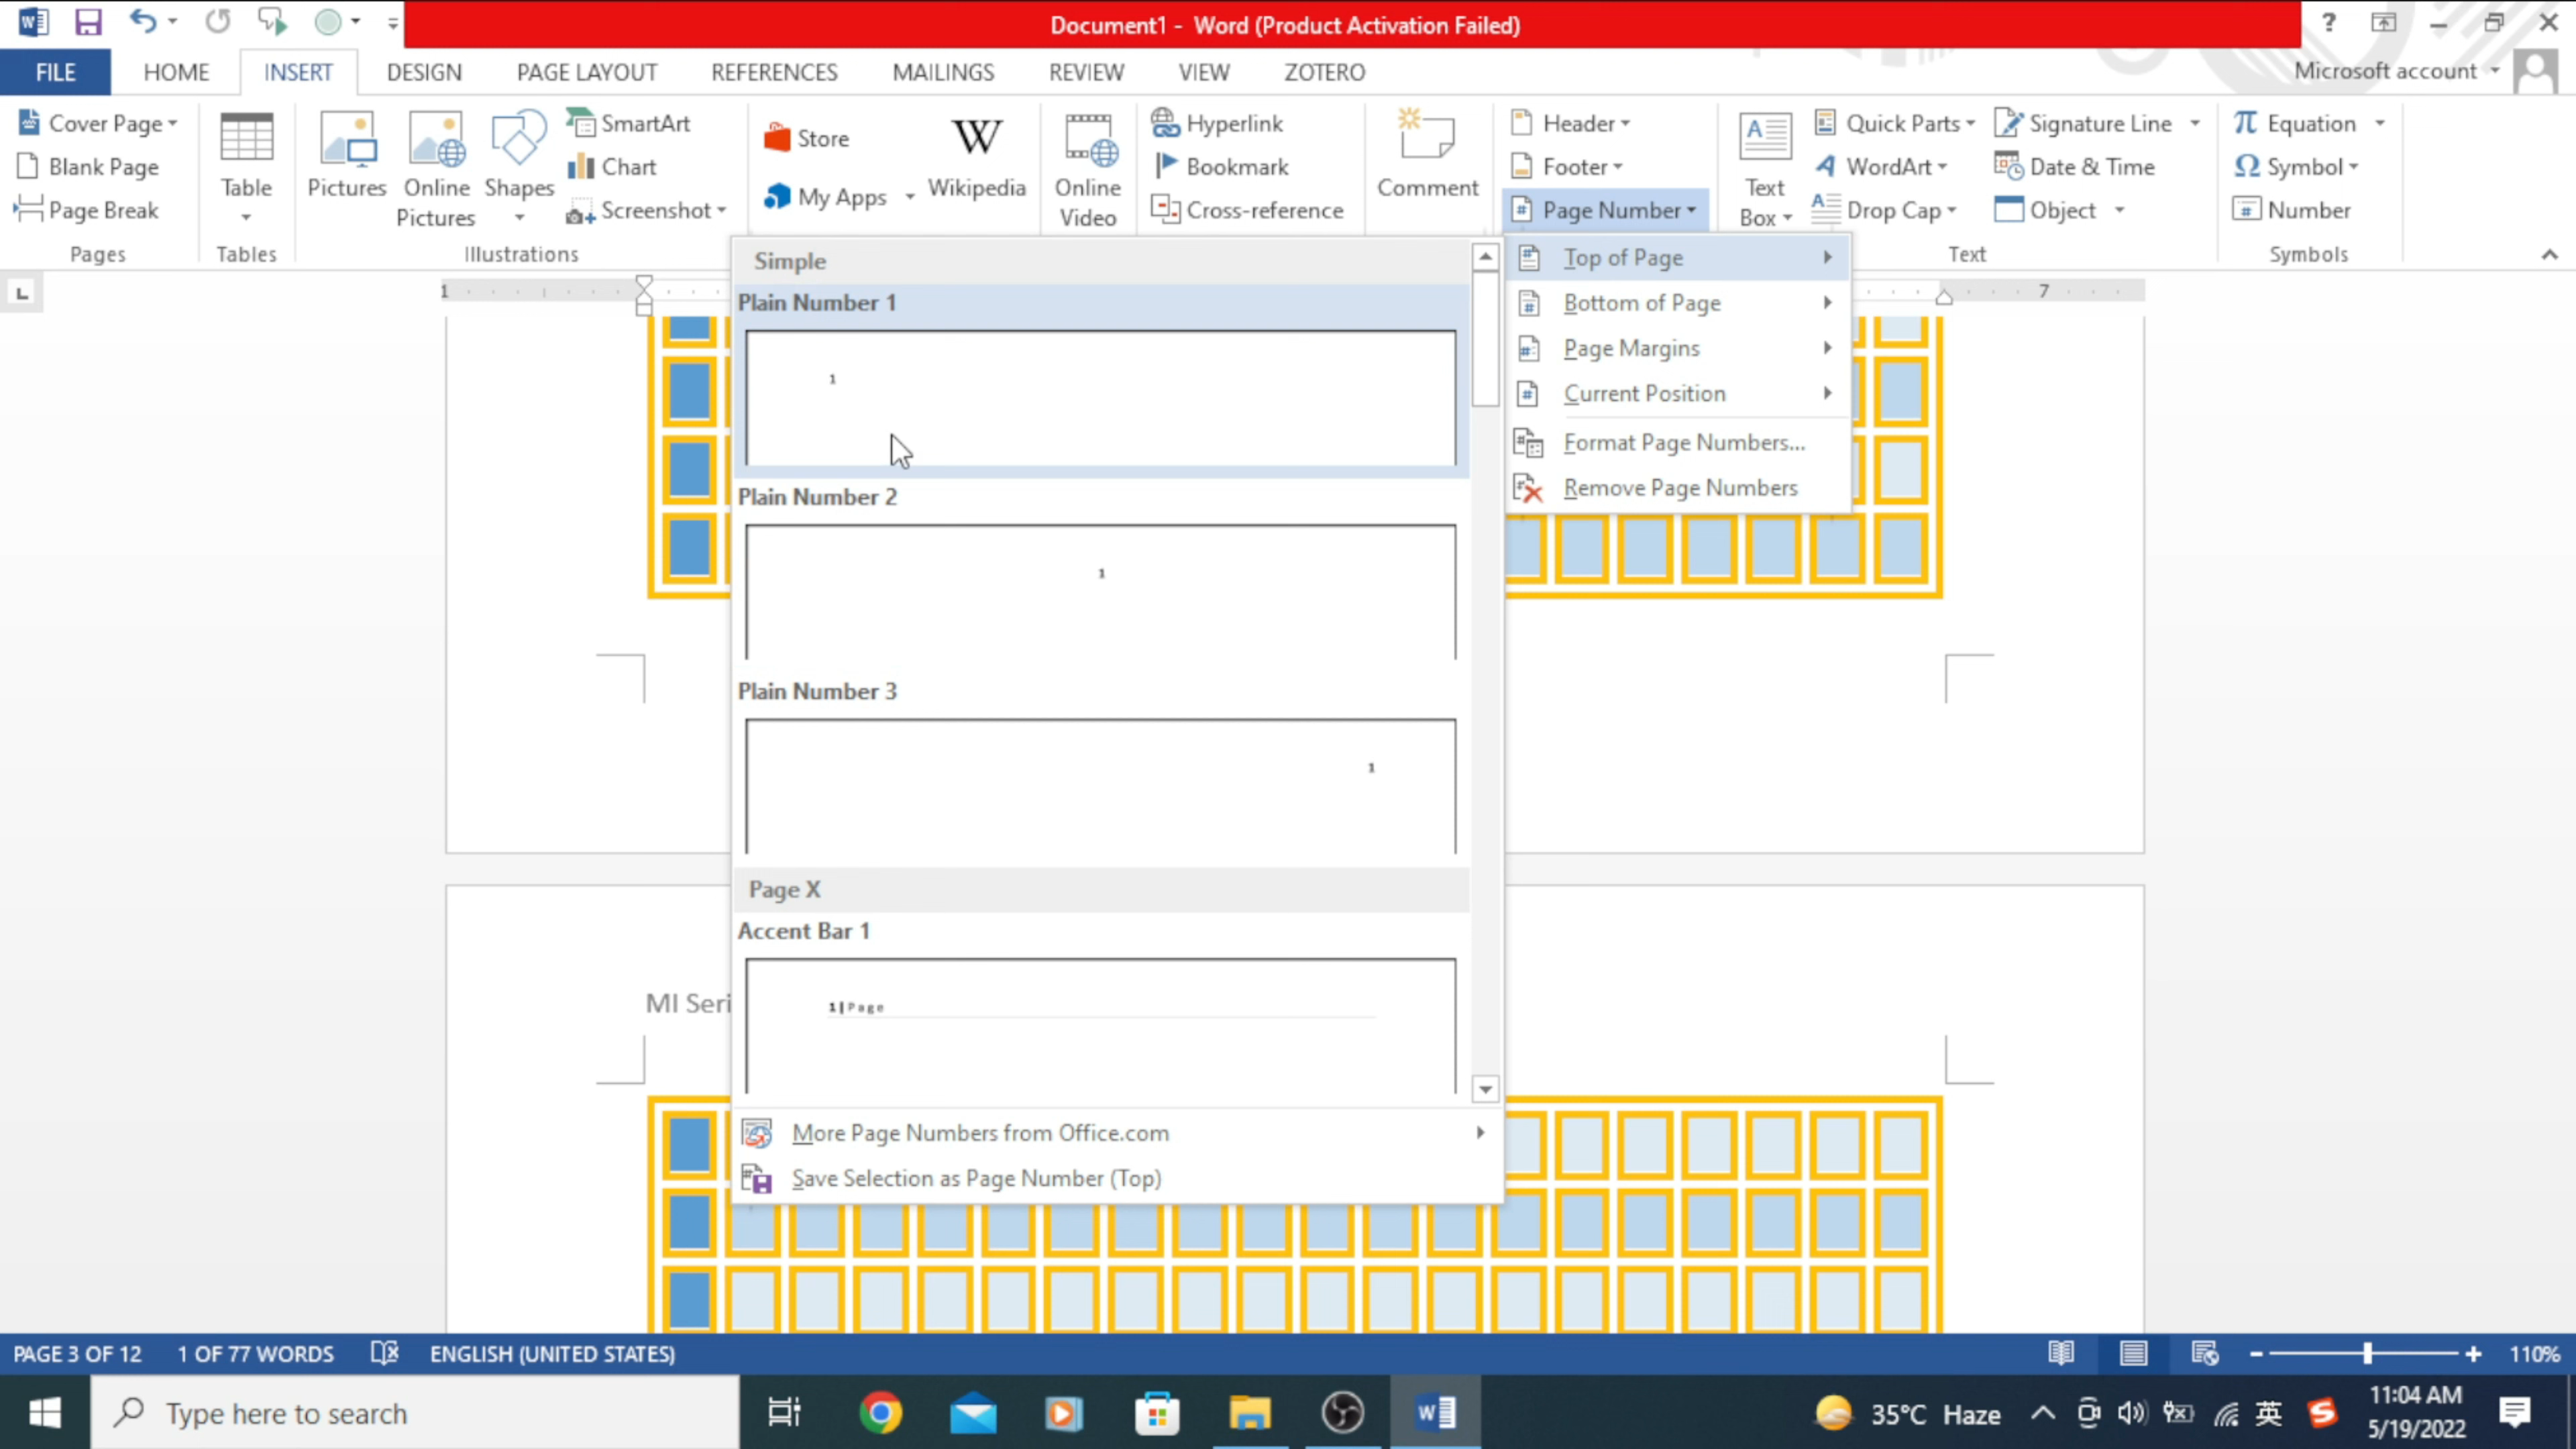 Document1 - Word (Product Activation Failed)
FILE HOME INSERT DESIGN PAGE LAYOUT REFERENCES MAILINGS REVIEW VIEW ZOTERO Microsoft account
Cover Page
Blank Page
Page Break
Pages
Table
Tables
Pictures
Online
Pictures
Shapes
SmartArt
Chart
Screenshot
Illustrations
Store
My Apps
Wikipedia
Online
Video
Hyperlink
Bookmark
Cross-reference
Comment
Header
Footer
Page Number
Text
Box
Quick Parts
WordArt
Drop Cap
Signature Line
Date & Time
Object
Text
Equation
Symbol
Number
Symbols
1
7
Top of Page
Bottom of Page
Page Margins
Current Position
Format Page Numbers...
Remove Page Numbers
Simple
Plain Number 1
1
Plain Number 2
1
Plain Number 3
1
Page X
Accent Bar 1
1|Page
More Page Numbers from Office.com
Save Selection as Page Number (Top)
MI Seri
PAGE 3 OF 12 1 OF 77 WORDS ENGLISH (UNITED STATES) 110%
Type here to search
35°C Haze
英
11:04 AM
5/19/2022